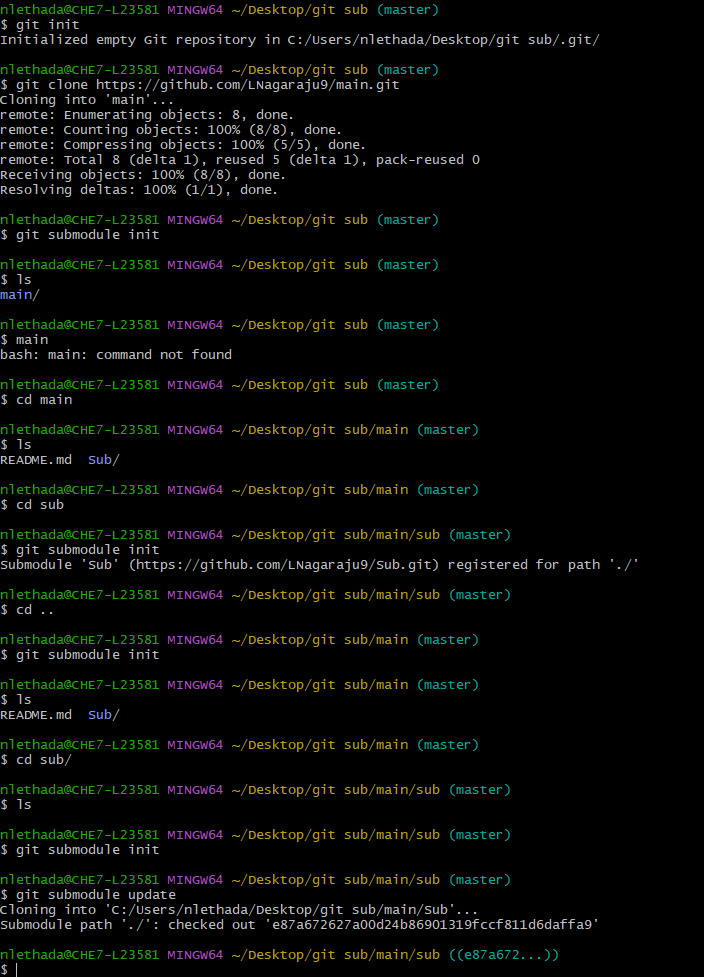 nlethada@CHE7-L23581 MINGW64 ~/Desktop/git sub (master)
$ git init
Initialized empty Git repository in C:/Users/nlethada/Desktop/git sub/.git/
nlethada@CHE7-L23581 MINGW64 ~/Desktop/git sub (master)
$ git clone https://github.com/LNagaraju9/main.git
Cloning into 'main'...
remote: Enumerating objects: 8, done.
remote: Counting objects: 100% (8/8), done.
remote: Compressing objects: 100% (5/5), done.
remote: Total 8 (delta 1), reused 5 (delta 1), pack-reused 0
Receiving objects: 100% (8/8), done.
Resolving deltas: 100% (1/1), done.
nlethada@CHE7-L23581 MINGW64 ~/Desktop/git sub (master)
$ git submodule init
nlethada@CHE7-L23581 MINGW64 ~/Desktop/git sub (master)
$ ls
main/
nlethada@CHE7-L23581 MINGW64 ~/Desktop/git sub (master)
$ main
bash: main: command not found
nlethada@CHE7-L23581 MINGW64 ~/Desktop/git sub (master)
$ cd main
nlethada@CHE7-L23581 MINGW64 ~/Desktop/git sub/main (master)
$ ls
README.md  Sub/
nlethada@CHE7-L23581 MINGW64 ~/Desktop/git sub/main (master)
$ cd sub
nlethada@CHE7-L23581 MINGW64 ~/Desktop/git sub/main/sub (master)
$ git submodule init
Submodule 'Sub' (https://github.com/LNagaraju9/Sub.git) registered for path './'
nlethada@CHE7-L23581 MINGW64 ~/Desktop/git sub/main/sub (master)
$ cd ..
nlethada@CHE7-L23581 MINGW64 ~/Desktop/git sub/main (master)
$ git submodule init
nlethada@CHE7-L23581 MINGW64 ~/Desktop/git sub/main (master)
$ ls
README.md  Sub/
nlethada@CHE7-L23581 MINGW64 ~/Desktop/git sub/main (master)
$ cd sub/
nlethada@CHE7-L23581 MINGW64 ~/Desktop/git sub/main/sub (master)
$ ls
nlethada@CHE7-L23581 MINGW64 ~/Desktop/git sub/main/sub (master)
$ git submodule init
nlethada@CHE7-L23581 MINGW64 ~/Desktop/git sub/main/sub (master)
$ git submodule update
Cloning into 'C:/Users/nlethada/Desktop/git sub/main/Sub'...
Submodule path './': checked out 'e87a672627a00d24b86901319fccf811d6daffa9'
nlethada@CHE7-L23581 MINGW64 ~/Desktop/git sub/main/sub ((e87a672...))
$